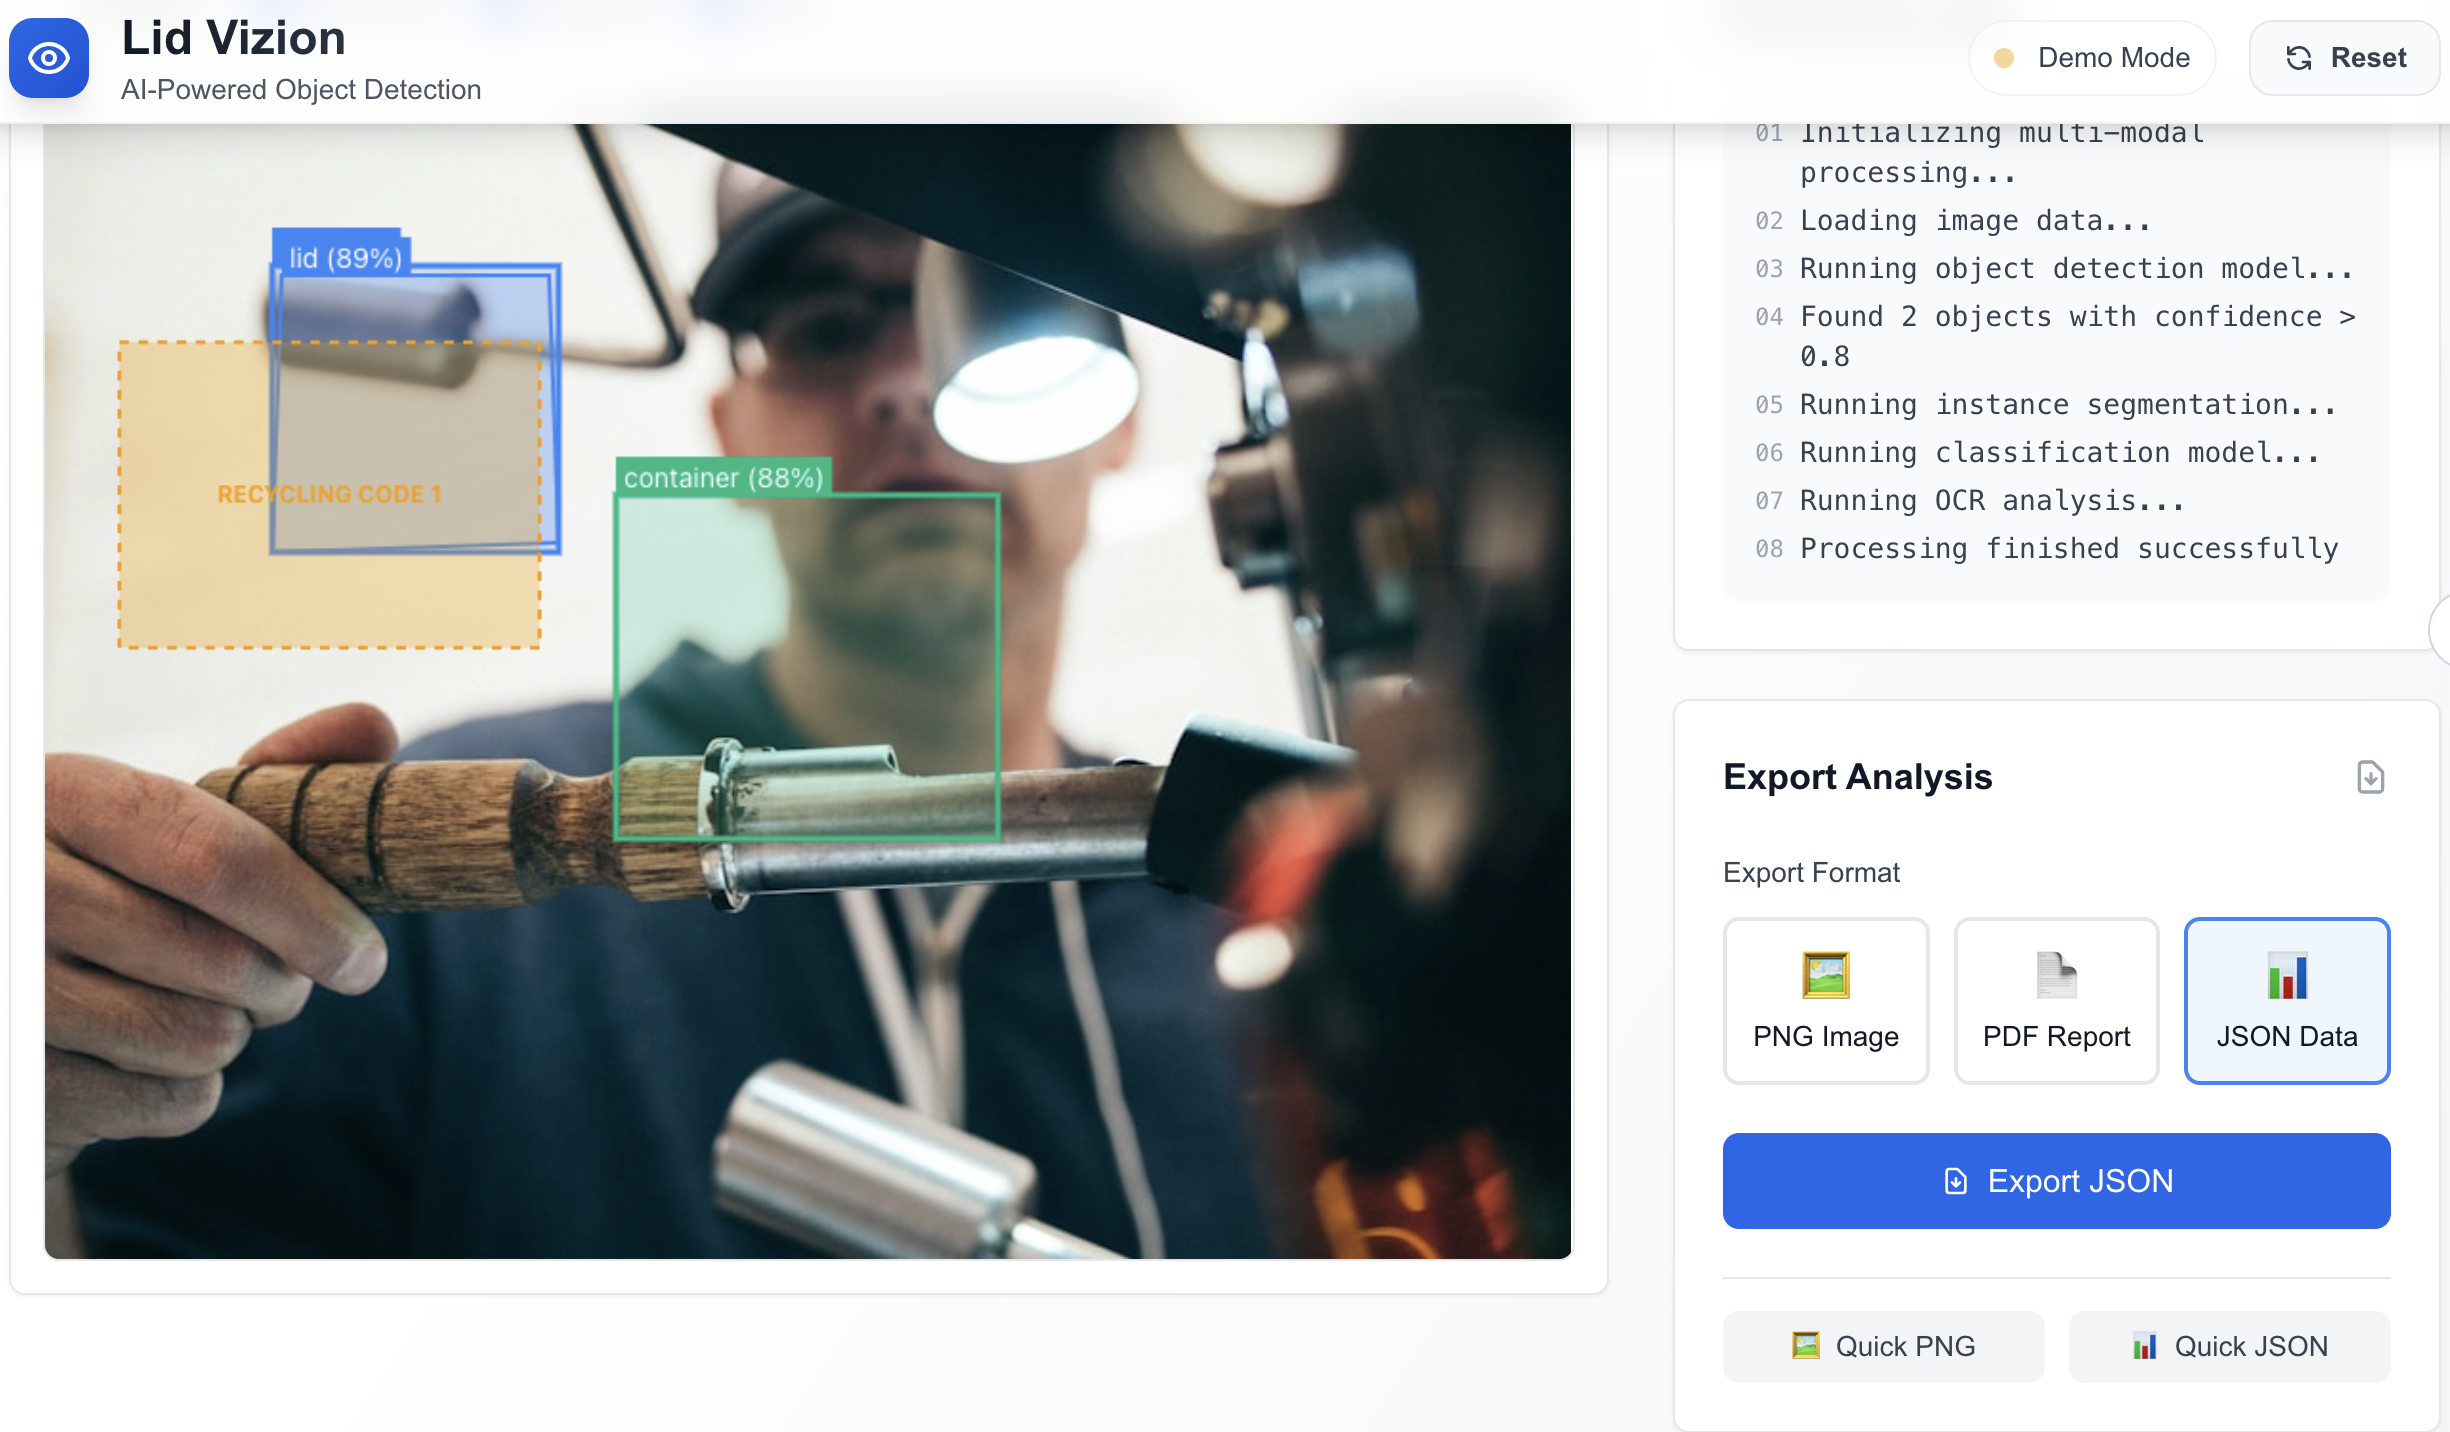 Lid Vizion
AI-Powered Object Detection
Demo Mode
Reset
lid (89%)
RECYCLING CODE 1
container (88%)
01 Initializing multi-modal
processing...
02 Loading image data...
03 Running object detection model...
04 Found 2 objects with confidence >
0.8
05 Running instance segmentation...
06 Running classification model...
07 Running OCR analysis...
08 Processing finished successfully
Export Analysis
Export Format
PNG Image
PDF Report
JSON Data
Export JSON
Quick PNG
Quick JSON